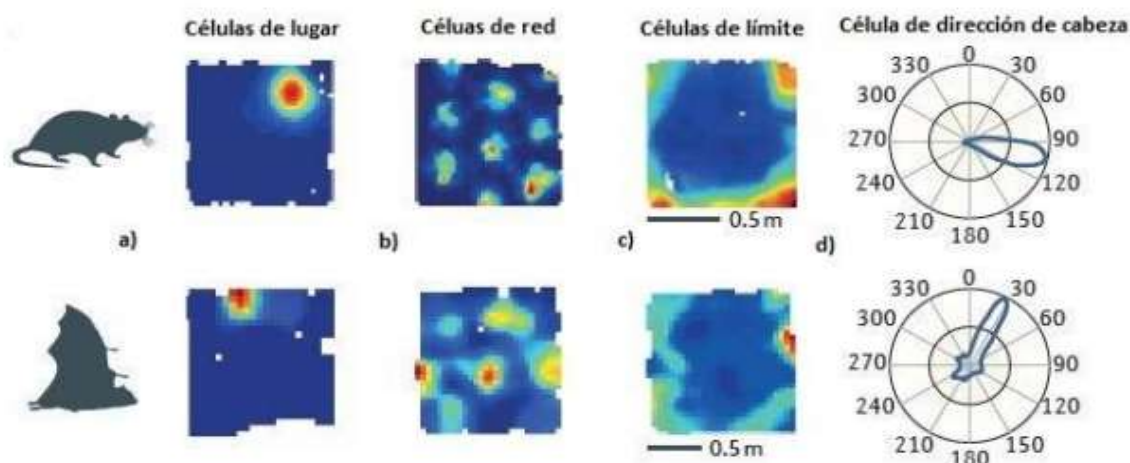 Células de lugar
Céluas de red
Células de límite
Célula de dirección de cabeza
0
330 30
300 60
270 90
240 120
210 150
180
0.5 m
a) b) c) d)
0
330 30
300 60
270 90
240 120
210 150
180
0.5 m